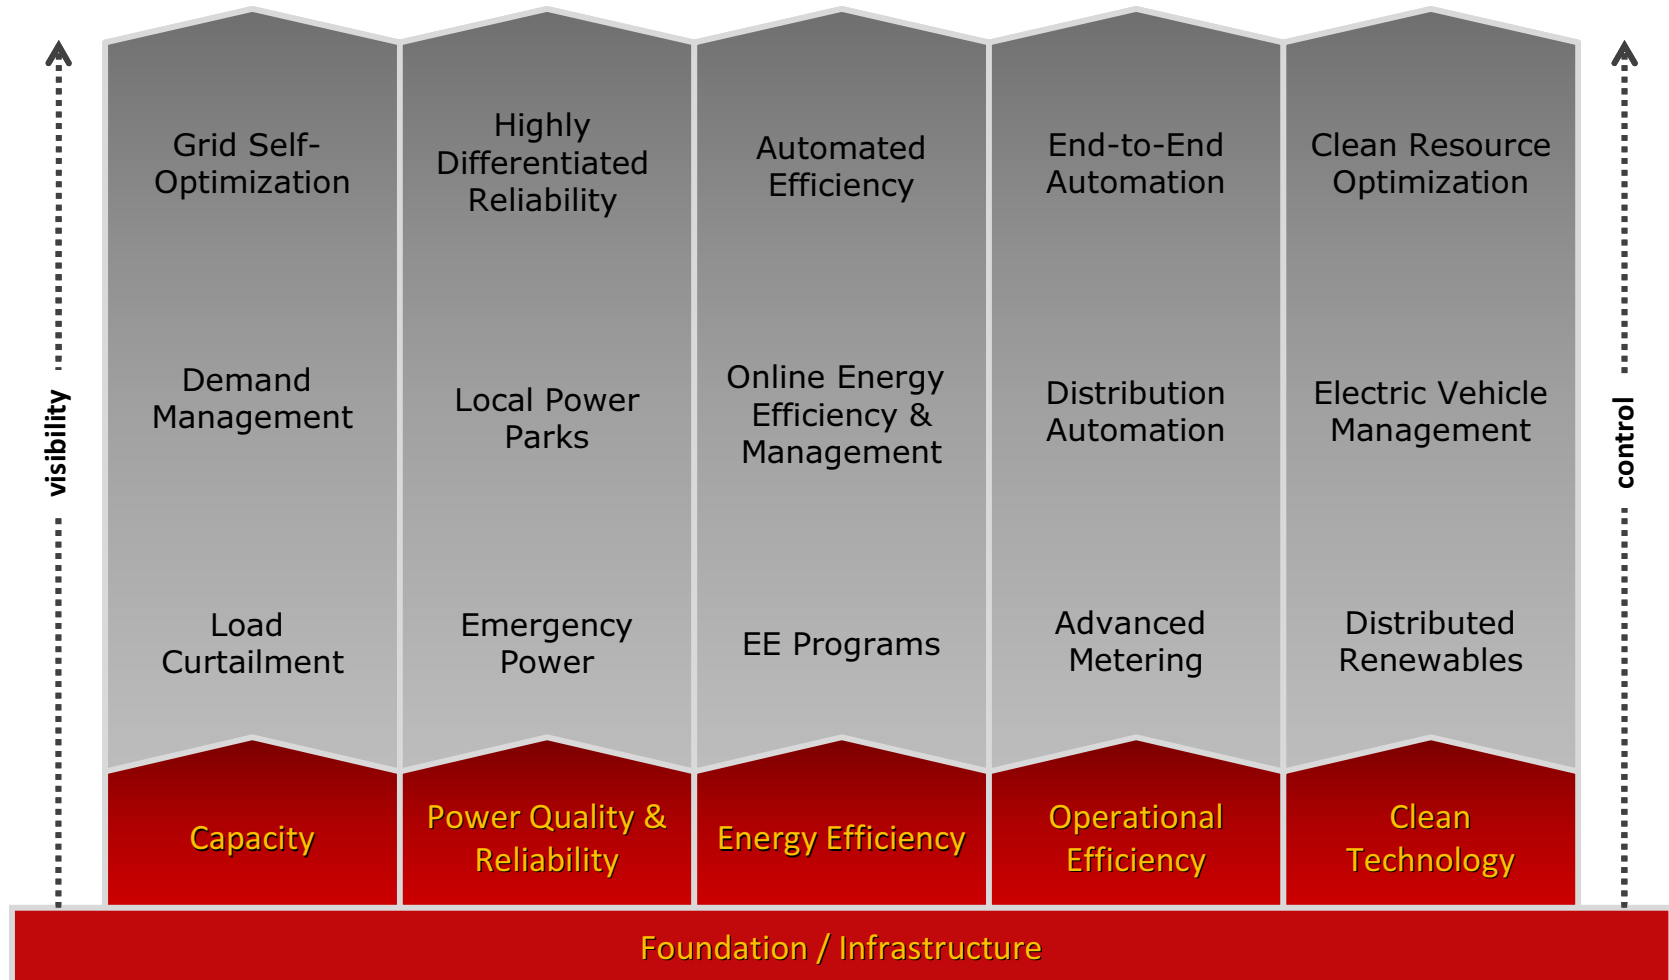 Grid Self-
Optimization
Highly
Differentiated
Reliability
Automated
Efficiency
End-to-End
Automation
Clean Resource
Optimization
visibility
Demand
Management
Local Power
Parks
Online Energy
Efficiency &
Management
Distribution
Automation
Electric Vehicle
Management
control
Load
Curtailment
Emergency
Power
EE Programs
Advanced
Metering
Distributed
Renewables
Capacity
Power Quality &
Reliability
Energy Efficiency
Operational
Efficiency
Clean
Technology
Foundation / Infrastructure